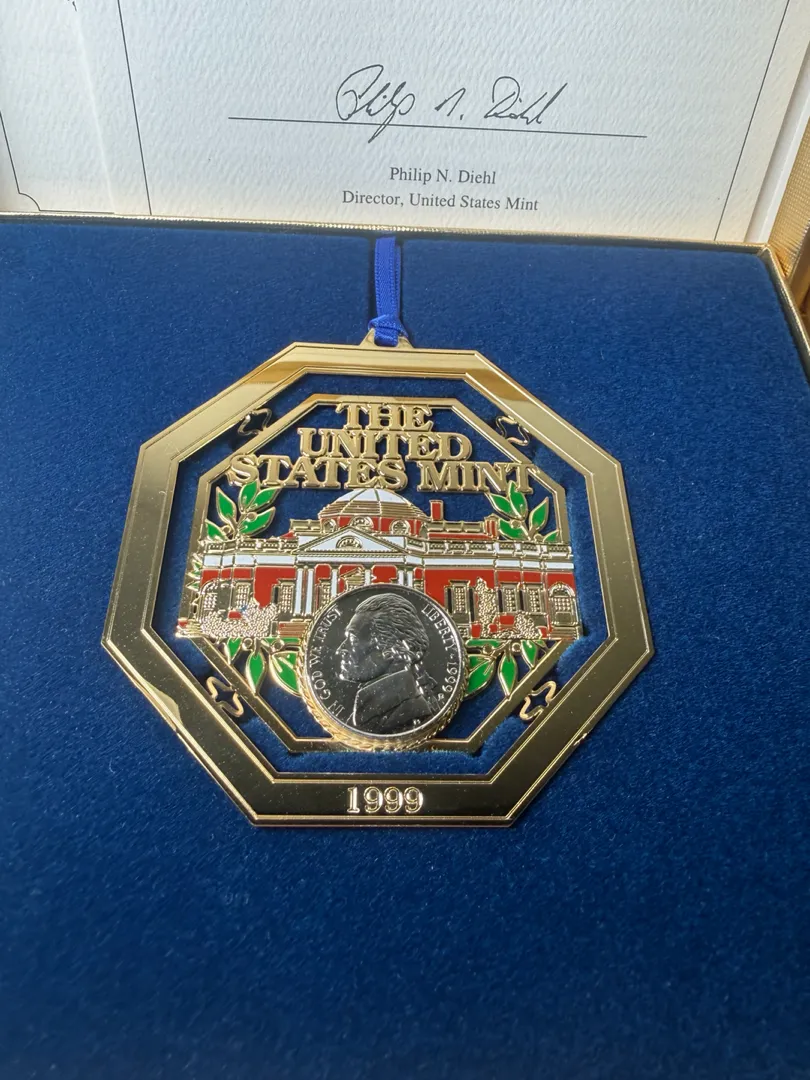 Philip N. Diehl
Philip N. Diehl
Director, United States Mint
THE
UNITED
STATES MINT
IN GOD WE TRUST
LIBERTY 1999
1999